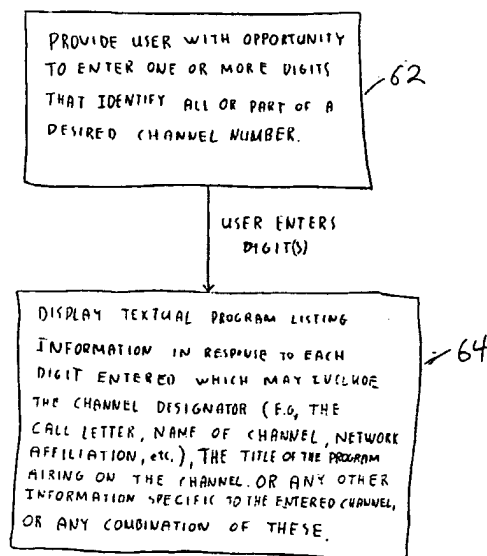 PROVIDE USER WITH OPPORTUNITY
TO ENTER ONE OR MORE DIGITS
THAT IDENTIFY ALL OR PART OF A
DESIRED CHANNEL NUMBER.
62
USER ENTERS
DIGIT(S)
DISPLAY TEXTUAL PROGRAM LISTING
INFORMATION IN RESPONSE TO EACH
DIGIT ENTERED WHICH MAY INCLUDE
THE CHANNEL DESIGNATOR (E.G, THE
CALL LETTER, NAME OF CHANNEL, NETWORK
AFFILIATION, etc.), THE TITLE OF THE PROGRAM
AIRING ON THE CHANNEL. OR ANY OTHER
INFORMATION SPECIFIC TO THE ENTERED CHANNEL,
OR ANY COMBINATION OF THESE.
64